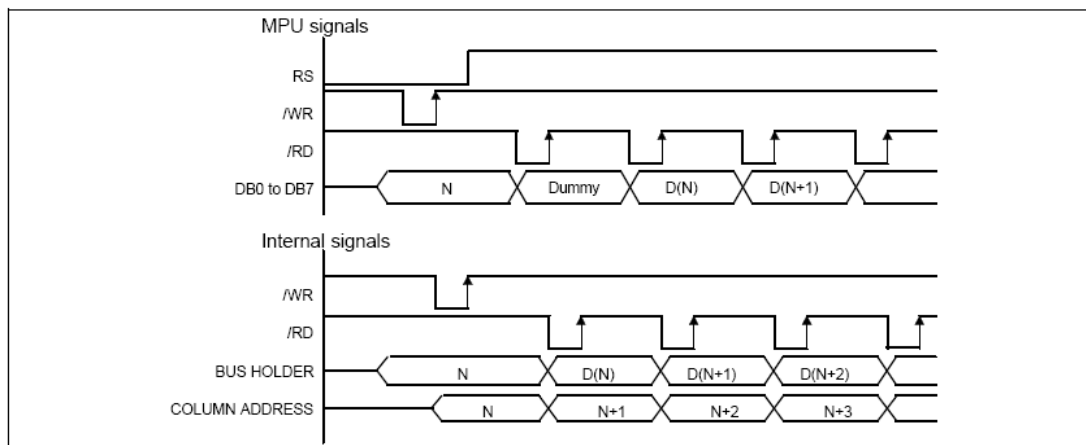 MPU signals
RS
/WR
/RD
DB0 to DB7 N Dummy D(N) D(N+1)
Internal signals
/WR
/RD
BUS HOLDER N D(N) D(N+1) D(N+2)
COLUMN ADDRESS N N+1 N+2 N+3